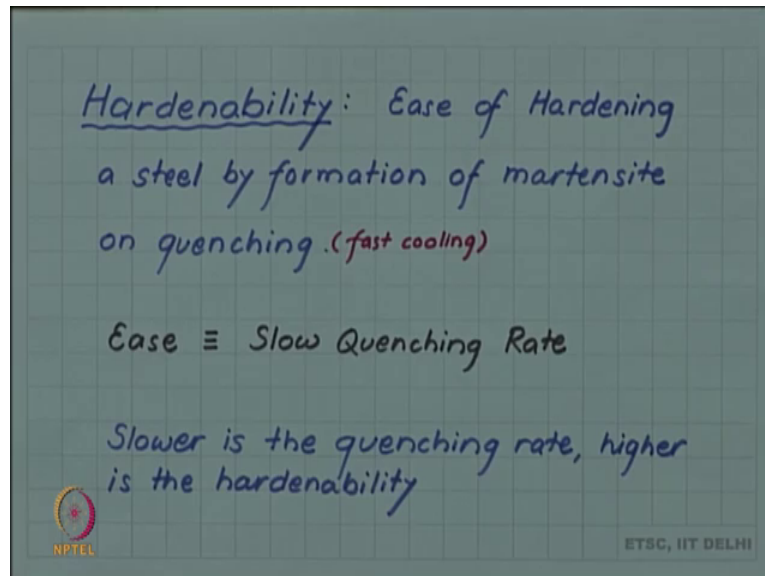 Hardenability: Ease of Hardening
a steel by formation of martensite
on quenching. (fast cooling)
Ease ≡ Slow Quenching Rate
Slower is the quenching rate, higher
is the hardenability
NPTEL
ETSC, IIT DELHI